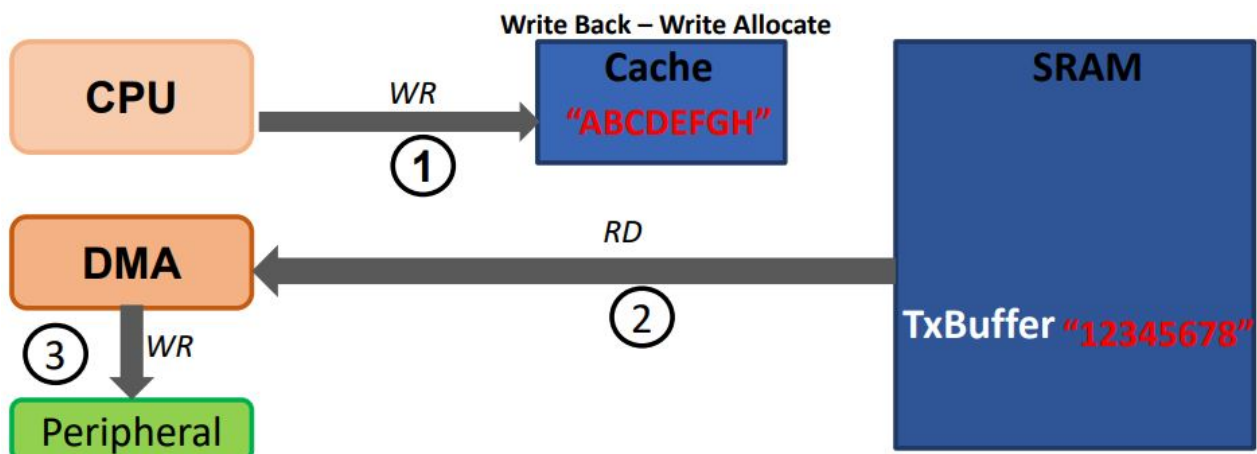 Write Back – Write Allocate
CPU
WR
1
Cache
“ABCDEFGH”
SRAM
DMA
RD
2
TxBuffer “12345678”
3
WR
Peripheral